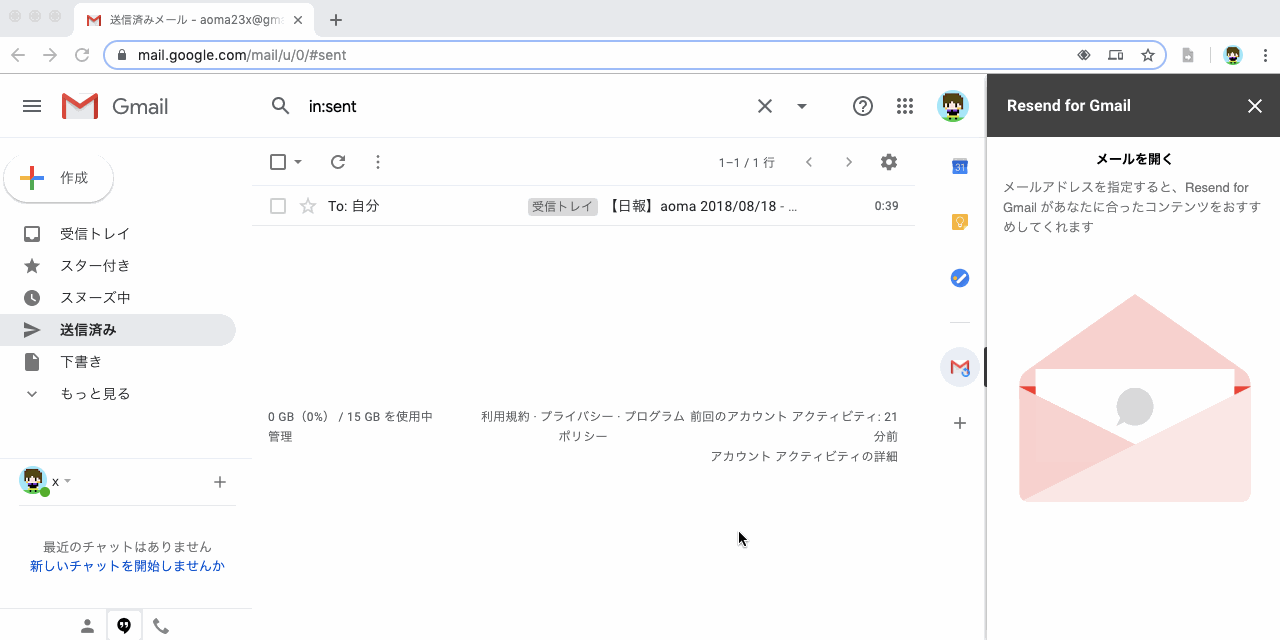 送信済みメール - aoma23x@gma
mail.google.com/mail/u/0/#sent
Gmail
in:sent
Resend for Gmail
作成
1–1 / 1 行
31
メールを開く
メールアドレスを指定すると、Resend for
Gmail があなたに合ったコンテンツをおすす
めしてくれます
To: 自分
受信トレイ
【日報】aoma 2018/08/18 - ...
0:39
受信トレイ
スター付き
スヌーズ中
送信済み
下書き
もっと見る
0 GB（0%） / 15 GB を使用中
管理
利用規約 · プライバシー · プログラム
ポリシー
前回のアカウント アクティビティ: 21
分前
アカウント アクティビティの詳細
x
最近のチャットはありません
新しいチャットを開始しませんか